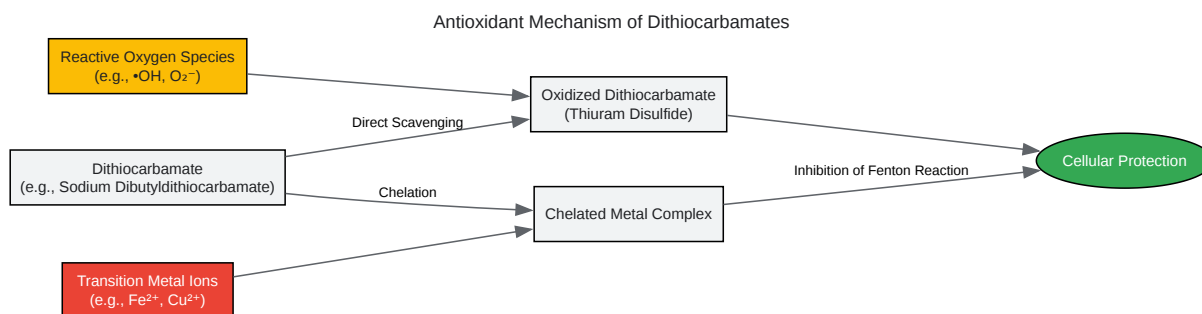 Antioxidant Mechanism of Dithiocarbamates
Reactive Oxygen Species
(e.g., •OH, O₂⁻)
Oxidized Dithiocarbamate
(Thiuram Disulfide)
Direct Scavenging
Dithiocarbamate
(e.g., Sodium Dibutyldithiocarbamate)
Cellular Protection
Inhibition of Fenton Reaction
Chelation
Chelated Metal Complex
Transition Metal Ions
(e.g., Fe²⁺, Cu²⁺)